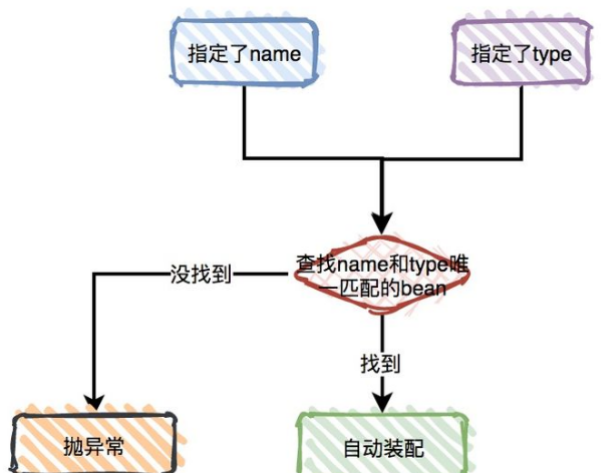 指定了name
指定了type
查找name和type唯
一匹配的bean
没找到
找到
抛异常
自动装配